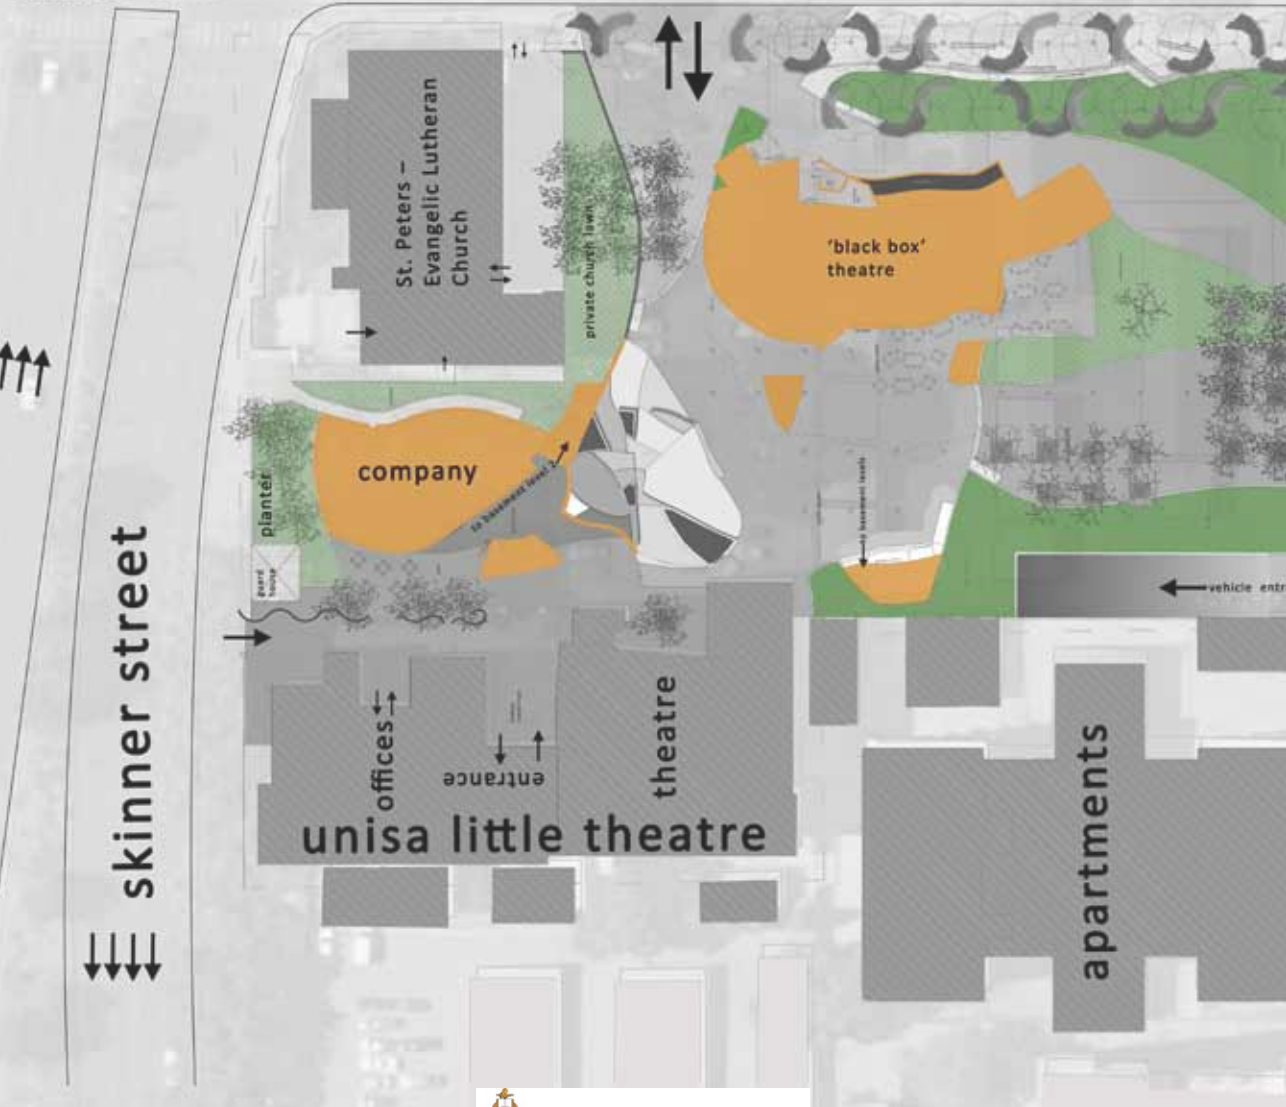 St. Peters –
Evangelic Lutheran
Church
private church lawn
'black box'
theatre
company
to basement level 2
planter
guard
house
to basement levels
vehicle entr
skinner street
offices
entrance
theatre
unisa little theatre
apartments